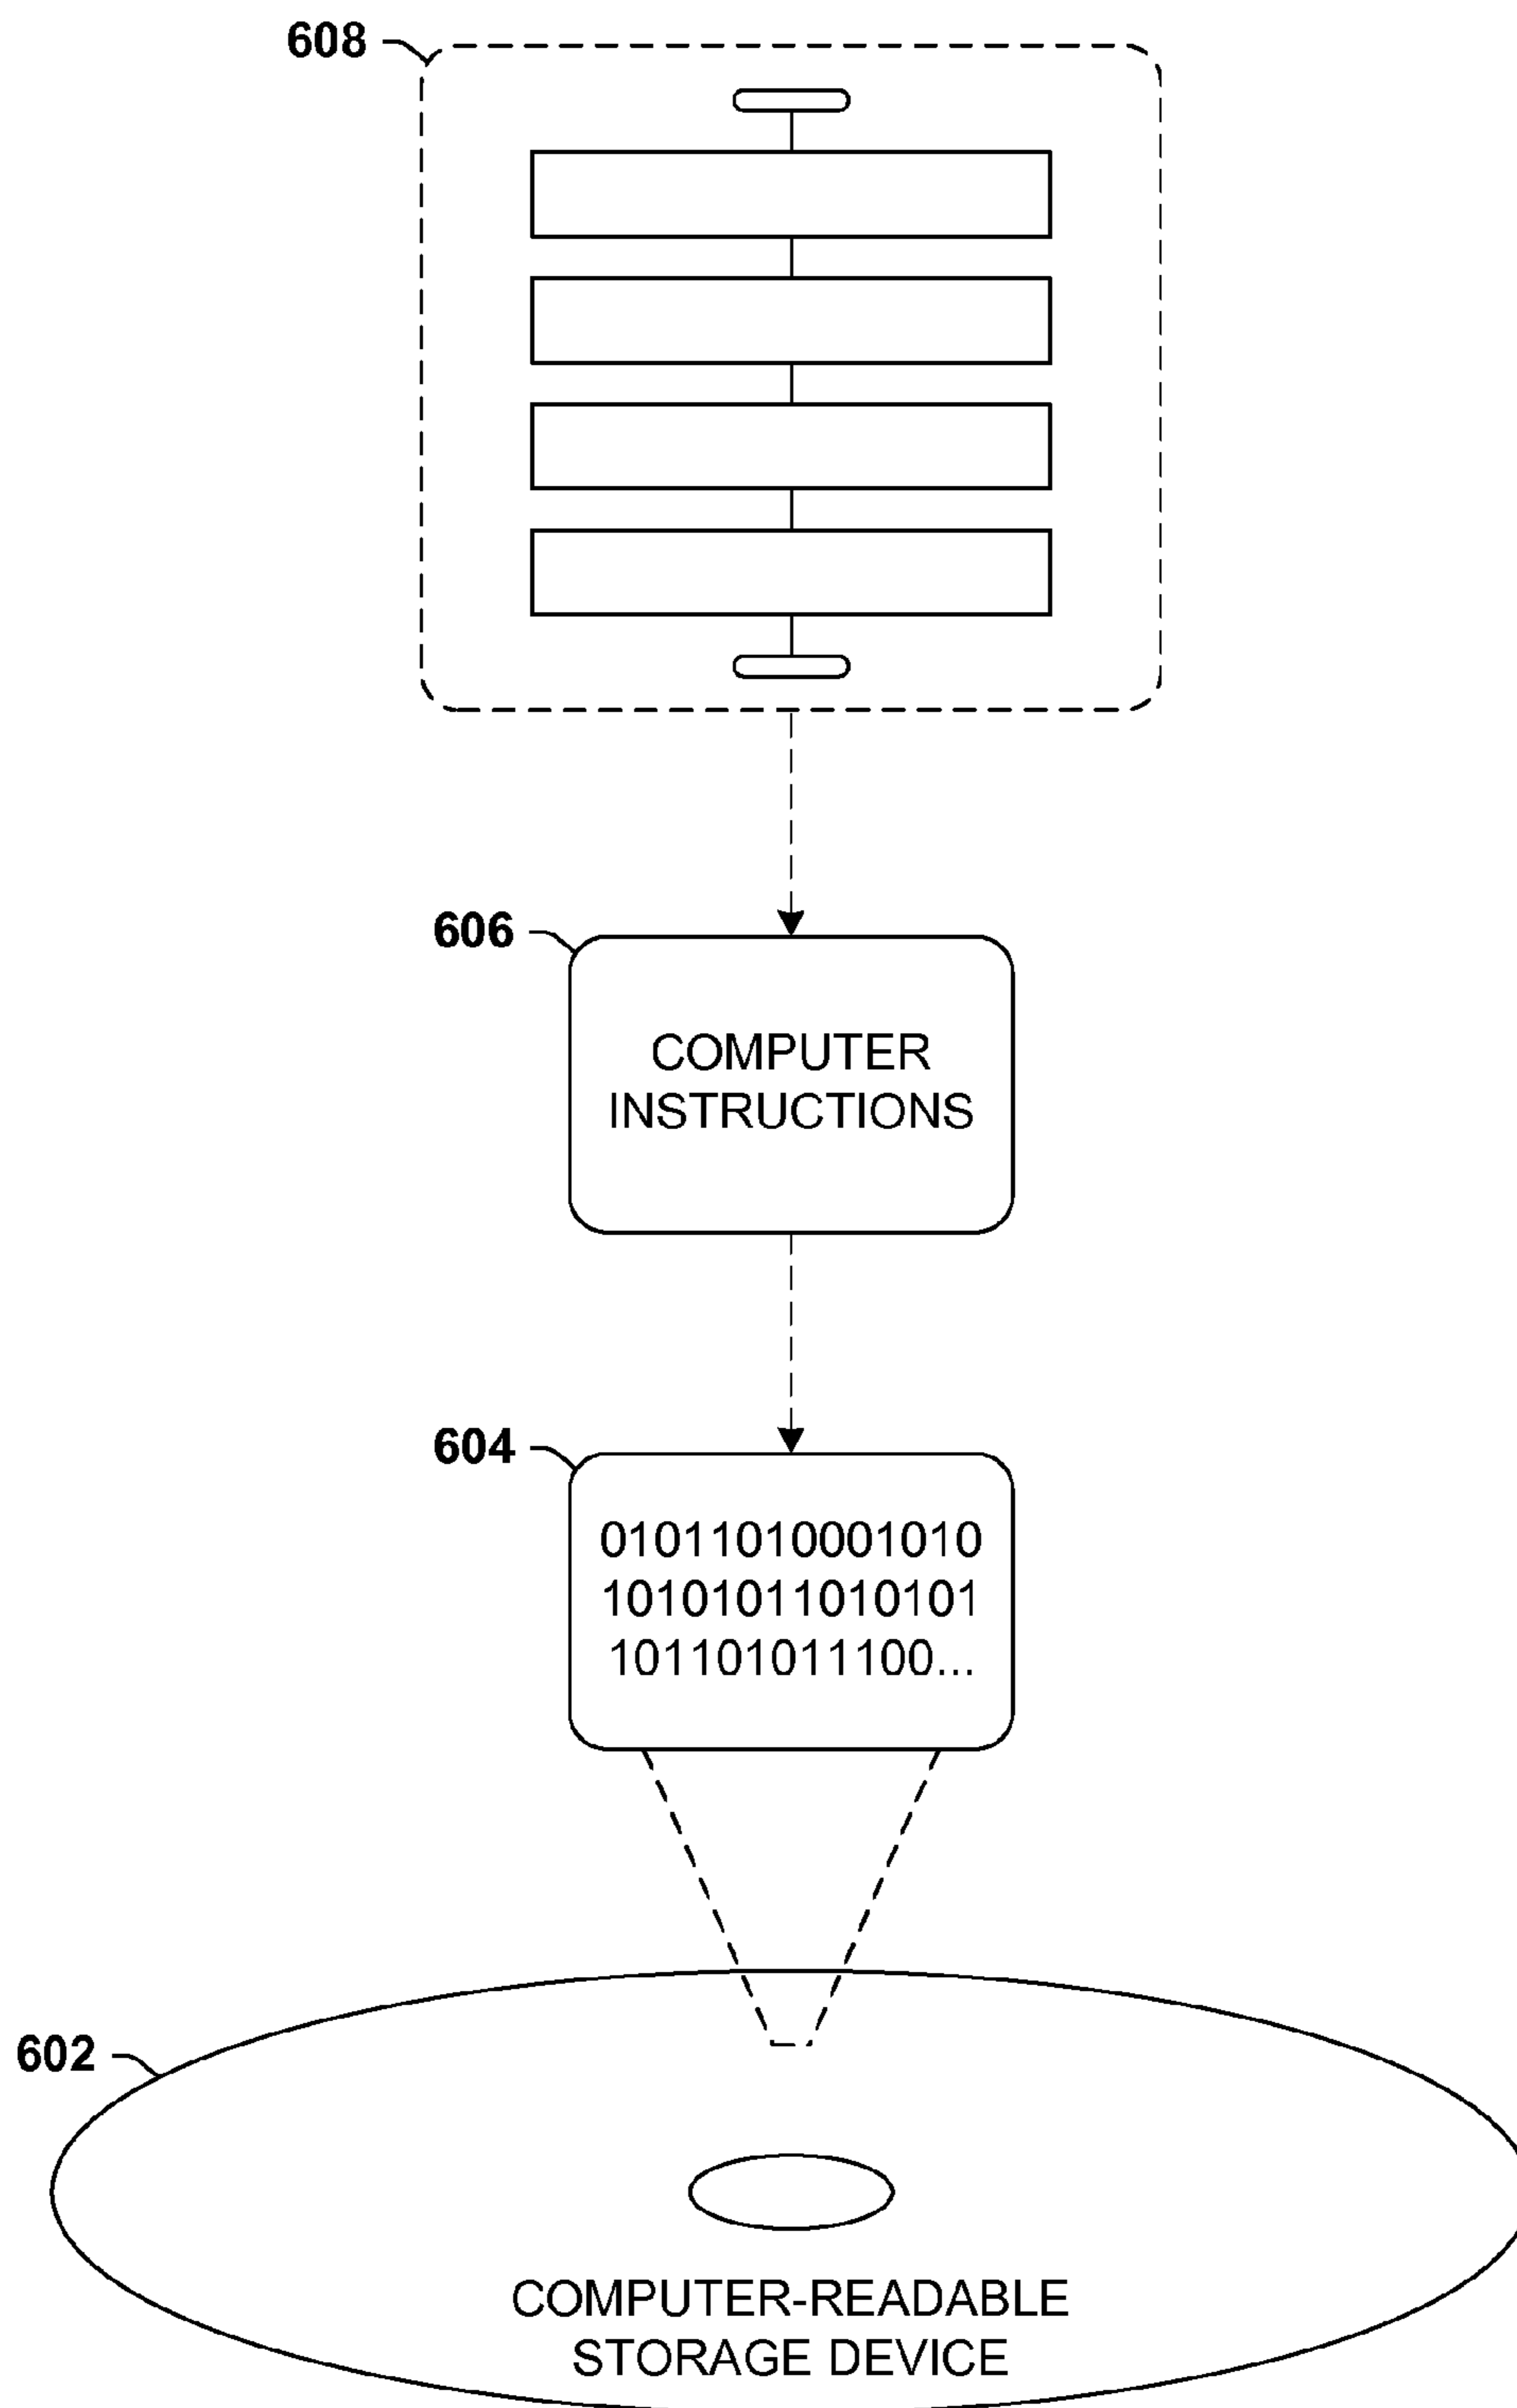 608
606
COMPUTER
INSTRUCTIONS
604
01011010001010
10101011010101
101101011100...
602
COMPUTER-READABLE
STORAGE DEVICE